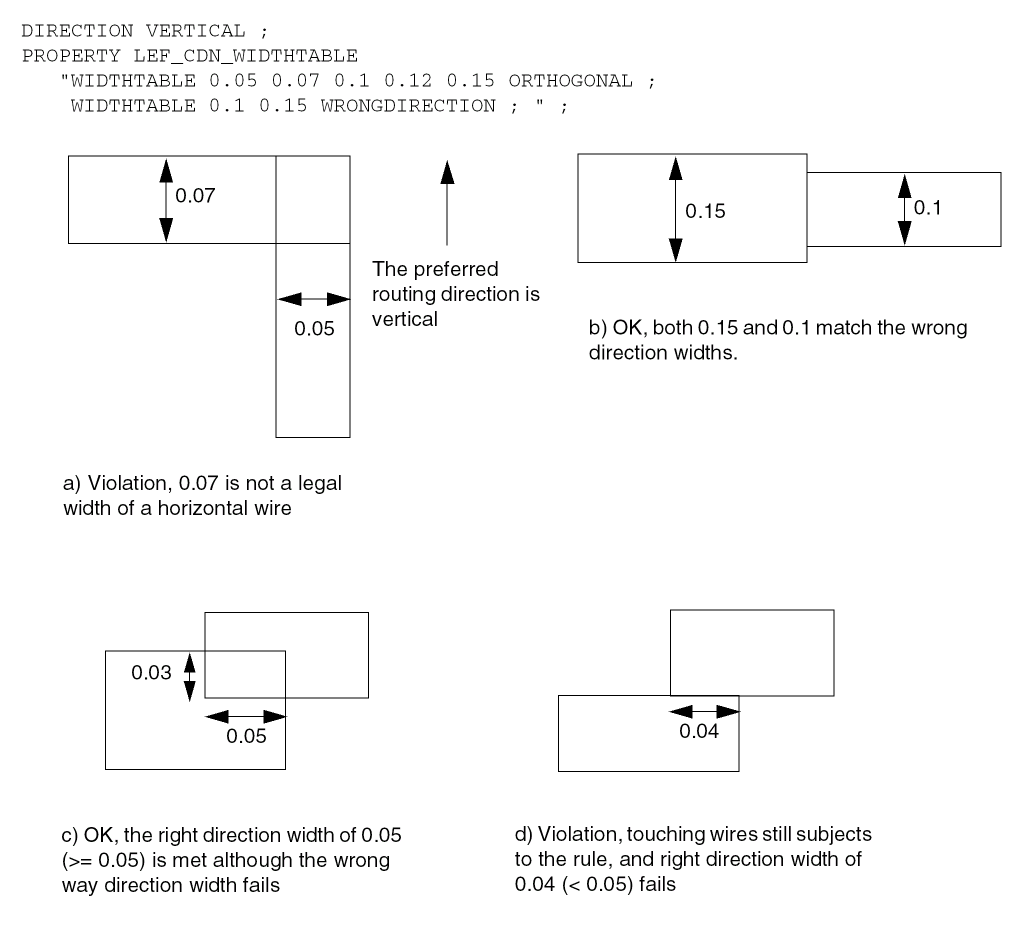 DIRECTION VERTICAL ;
PROPERTY LEF_CDN_WIDTHTABLE
"WIDTHTABLE 0.05 0.07 0.1 0.12 0.15 ORTHOGONAL ;
WIDTHTABLE 0.1 0.15 WRONGDIRECTION ; " ;
0.07
0.05
The preferred
routing direction is
vertical
a) Violation, 0.07 is not a legal
width of a horizontal wire
0.15
0.1
b) OK, both 0.15 and 0.1 match the wrong
direction widths.
0.03
0.05
c) OK, the right direction width of 0.05
(>= 0.05) is met although the wrong
way direction width fails
0.04
d) Violation, touching wires still subjects
to the rule, and right direction width of
0.04 (< 0.05) fails